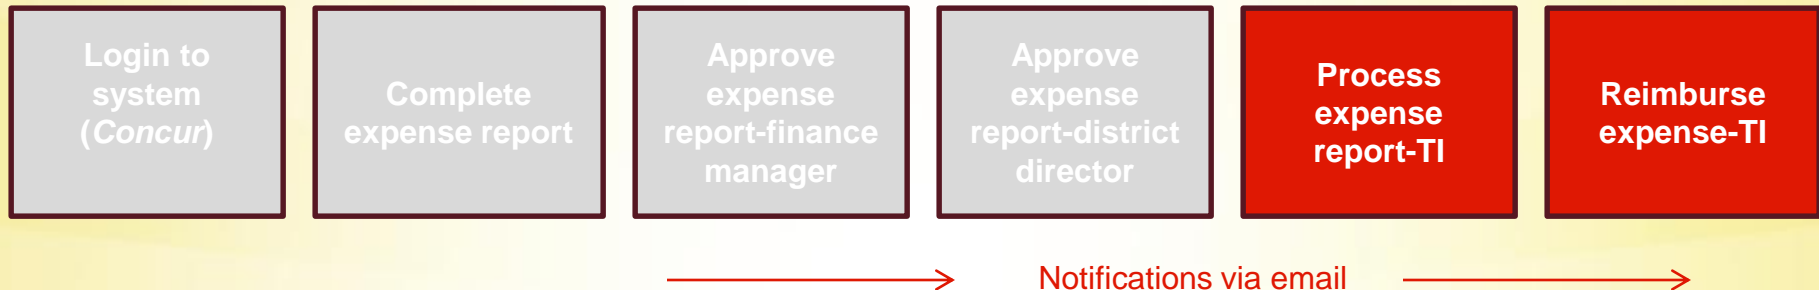 Login to
system
(Concur)
Complete
expense report
Approve
expense
report-finance
manager
Approve
expense
report-district
director
Process
expense
report-TI
Reimburse
expense-TI
Notifications via email